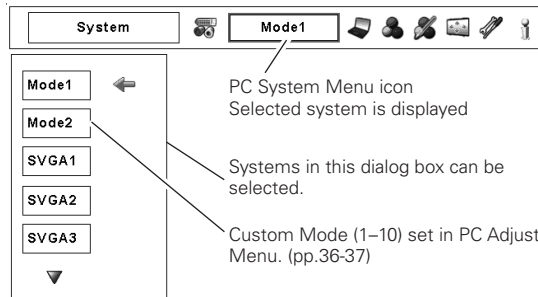 System
Mode1
Mode1
PC System Menu icon
Selected system is displayed
Mode2
SVGA1
Systems in this dialog box can be
selected.
SVGA2
SVGA3
Custom Mode (1–10) set in PC Adjust
Menu. (pp.36-37)